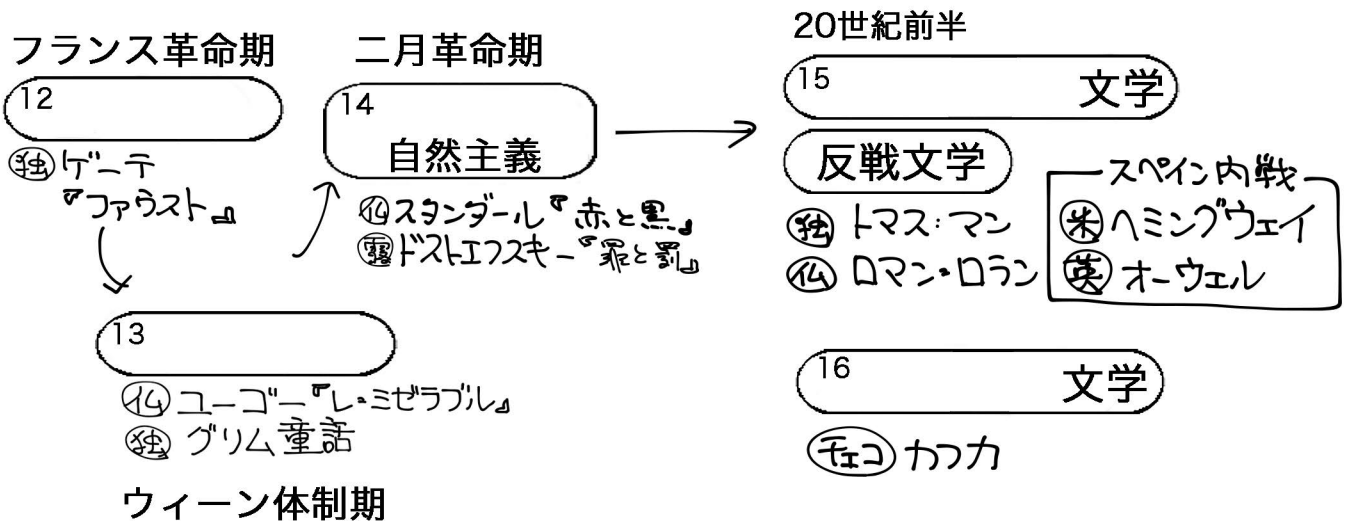 フランス革命期
12
独 ゲーテ
『ファウスト』
13
仏 ユーゴー『レ・ミゼラブル』
独 グリム童話
ウィーン体制期
二月革命期
14
自然主義
仏 スタンダール『赤と黒』
露 ドストエフスキー『罪と罰』
20世紀前半
15 文学
反戦文学
独 トマス・マン
仏 ロマン・ロラン
スペイン内戦
米 ヘミングウェイ
英 オーウェル
16 文学
チェコ カフカ